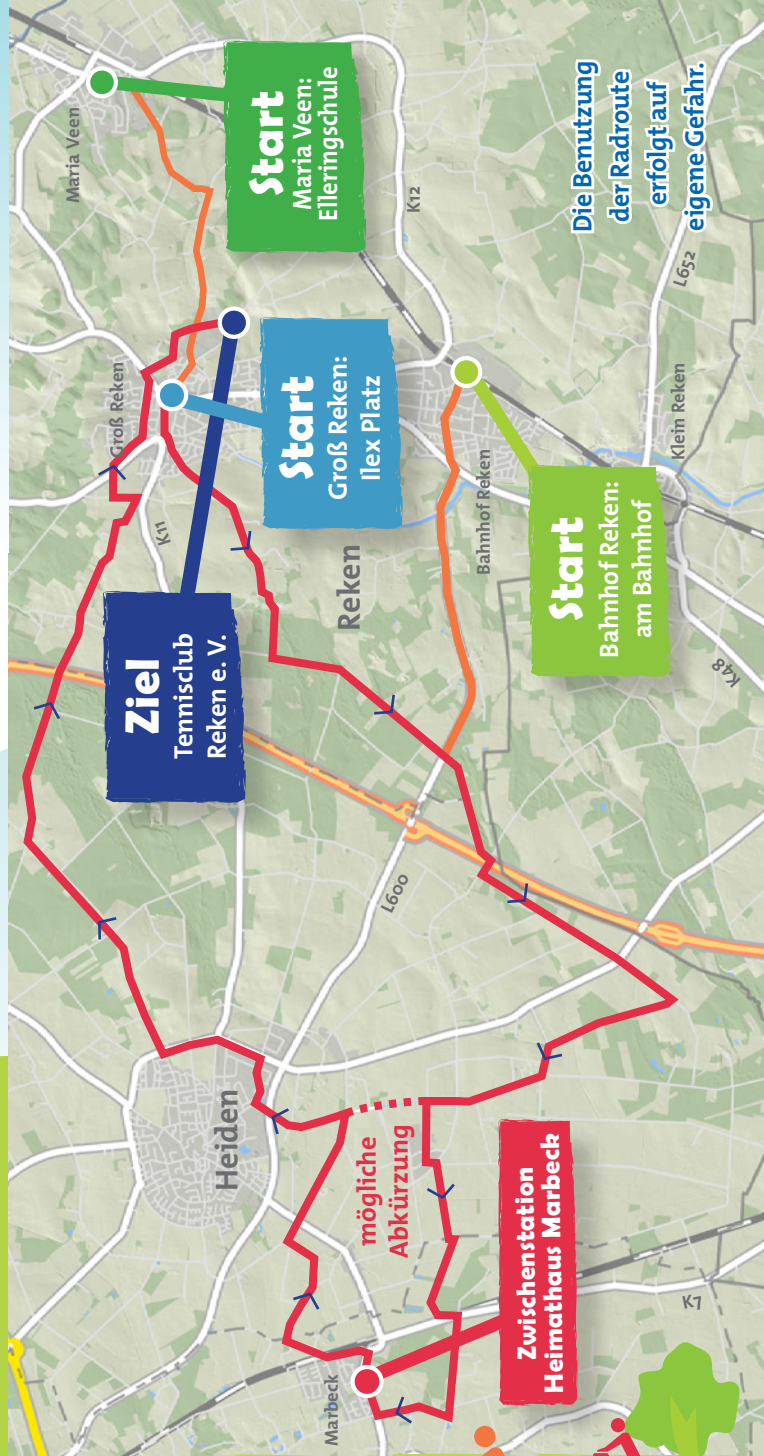 Marbeck
Zwischenstation
Heimathaus Marbeck
K7
mögliche
Abkürzung
Heiden
L600
Ziel
Tennisclub
Reken e. V.
K11
Groß Reken
Reken
Start
Groß Reken:
Ilex Platz
Bahnhof Reken
Start
Bahnhof Reken:
am Bahnhof
K48
Klein Reken
L652
K12
Maria Veen
Start
Maria Veen:
Elleringschule
Die Benutzung
der Radroute
erfolgt auf
eigene Gefahr.